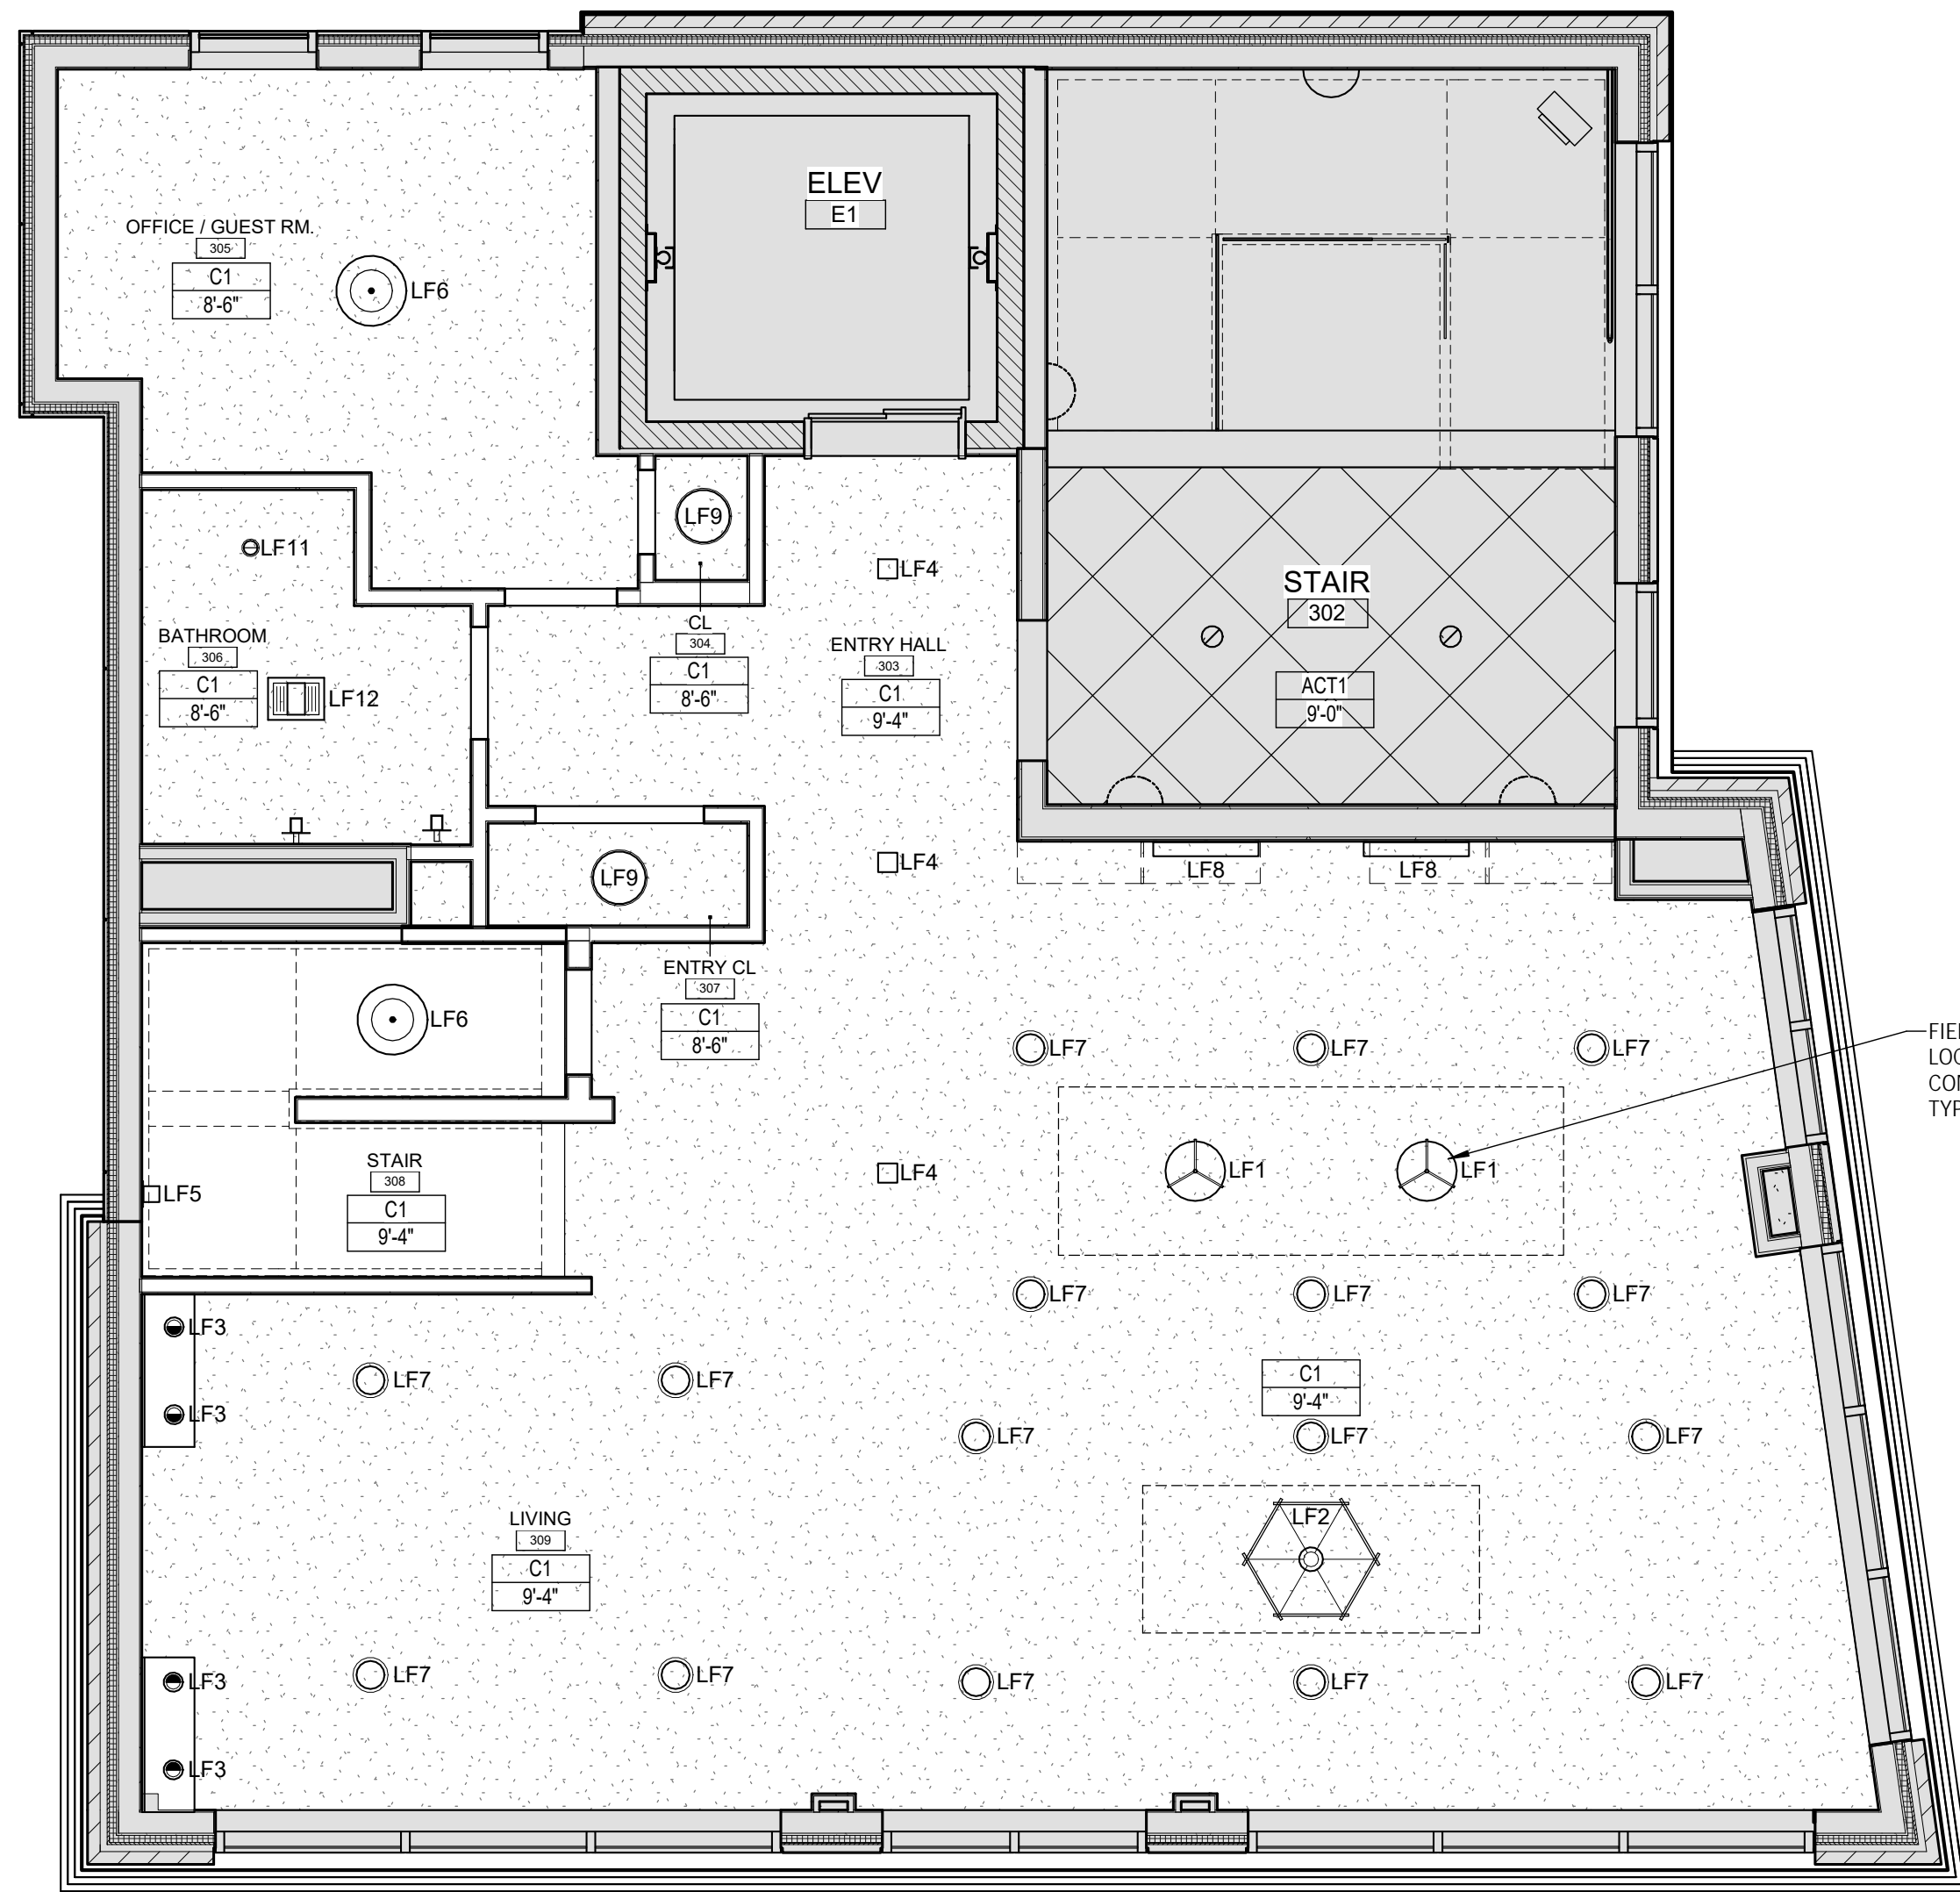 ELEV
E1
OFFICE / GUEST RM.
305
C1
8'-6"
LF6
LF9
LF11
LF4
STAIR
302
ACT1
9'-0"
CL
304
C1
8'-6"
BATHROOM
306
C1
8'-6"
LF12
ENTRY HALL
303
C1
9'-4"
LF9
LF4
LF8
LF8
ENTRY CL
307
C1
8'-6"
LF6
LF7
LF7
LF7
STAIR
308
C1
9'-4"
LF5
LF4
LF1
LF1
LF7
LF7
LF7
LF3
LF7
LF7
C1
9'-4"
LF3
LF7
LF7
LF7
LIVING
309
C1
9'-4"
LF2
LF3
LF7
LF7
LF7
LF7
LF7
LF3